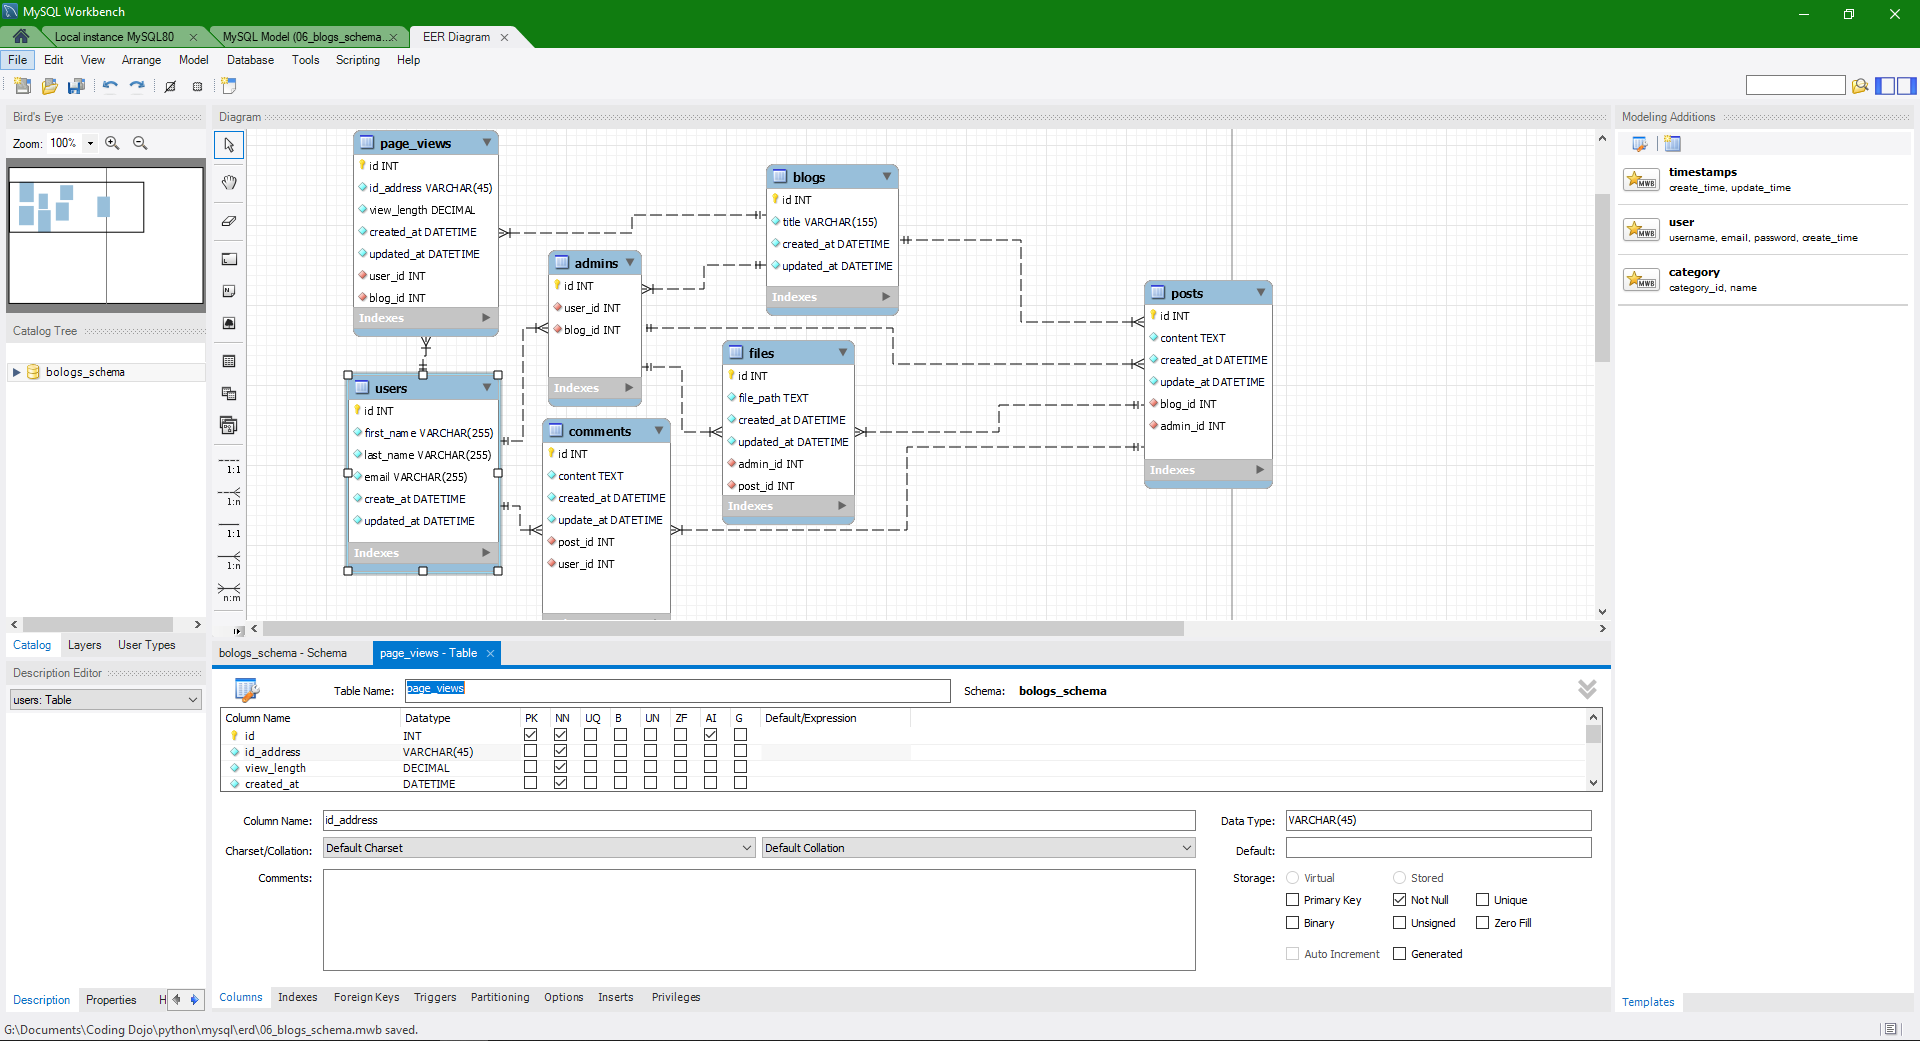 MySQL Workbench
Local instance MySQL80
MySQL Model (06_blogs_schema...
EER Diagram
File Edit View Arrange Model Database Tools Scripting Help
Bird's Eye
Zoom: 100%
Catalog Tree
bologs_schema
Catalog Layers User Types
Description Editor
users: Table
Description Properties H
Diagram
1:1
1:n
1:1
1:n
n:m
page_views
id INT
id_address VARCHAR(45)
view_length DECIMAL
created_at DATETIME
updated_at DATETIME
user_id INT
blog_id INT
Indexes
users
id INT
first_name VARCHAR(255)
last_name VARCHAR(255)
email VARCHAR(255)
create_at DATETIME
updated_at DATETIME
Indexes
admins
id INT
user_id INT
blog_id INT
Indexes
comments
id INT
content TEXT
created_at DATETIME
update_at DATETIME
post_id INT
user_id INT
blogs
id INT
title VARCHAR(155)
created_at DATETIME
updated_at DATETIME
Indexes
files
id INT
file_path TEXT
created_at DATETIME
updated_at DATETIME
admin_id INT
post_id INT
Indexes
posts
id INT
content TEXT
created_at DATETIME
update_at DATETIME
blog_id INT
admin_id INT
Indexes
Modeling Additions
timestamps
create_time, update_time
user
username, email, password, create_time
category
category_id, name
Templates
bologs_schema - Schema
page_views - Table
Table Name: page_views Schema: bologs_schema
Column Name Datatype PK NN UQ B UN ZF AI G Default/Expression
id INT
id_address VARCHAR(45)
view_length DECIMAL
created_at DATETIME
Column Name: id_address Data Type: VARCHAR(45)
Charset/Collation: Default Charset Default Collation Default:
Comments: Storage: Virtual Stored
Primary Key Not Null Unique
Binary Unsigned Zero Fill
Auto Increment Generated
Columns Indexes Foreign Keys Triggers Partitioning Options Inserts Privileges
G:\Documents\Coding Dojo\python\mysql\erd\06_blogs_schema.mwb saved.